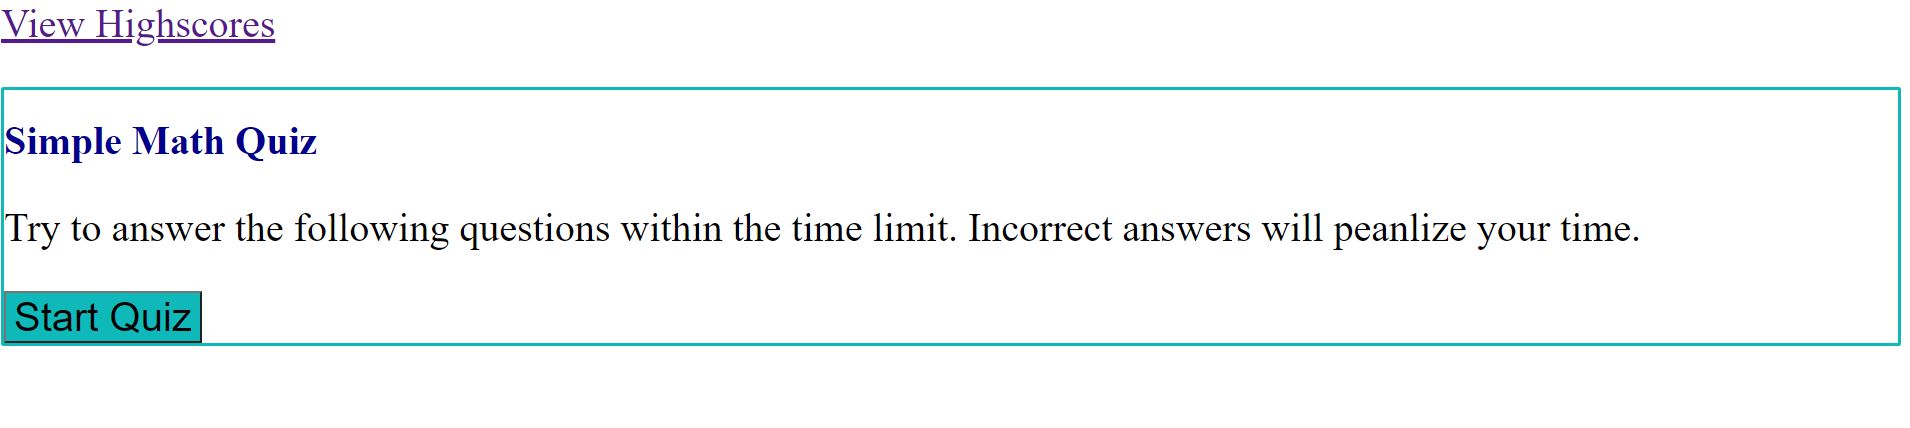 View Highscores
Simple Math Quiz
Try to answer the following questions within the time limit. Incorrect answers will peanlize your time.
Start Quiz